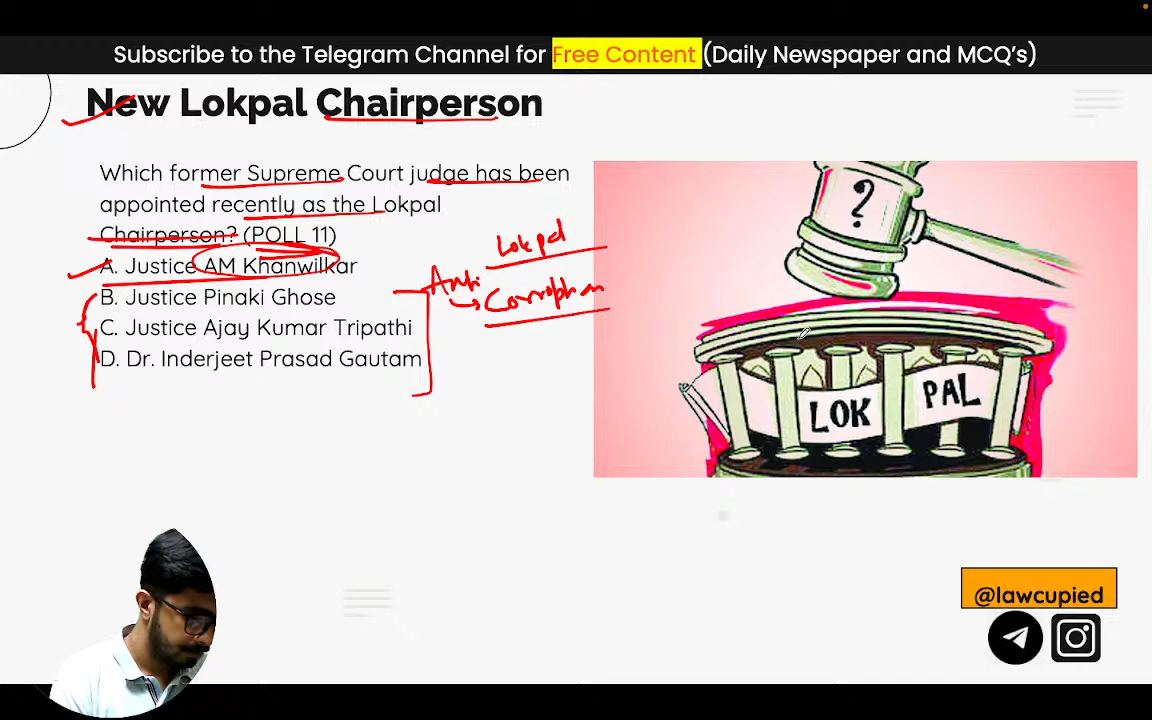 Subscribe to the Telegram Channel for Free Content (Daily Newspaper and MCQ's)
New Lokpal Chairperson
Which former Supreme Court judge has been
appointed recently as the Lokpal
Chairperson? (POLL 11)
A. Justice AM Khanwilkar
B. Justice Pinaki Ghose
C. Justice Ajay Kumar Tripathi
D. Dr. Inderjeet Prasad Gautam
Lokpal
Anti
Corruption
?
LOK PAL
@lawcupied